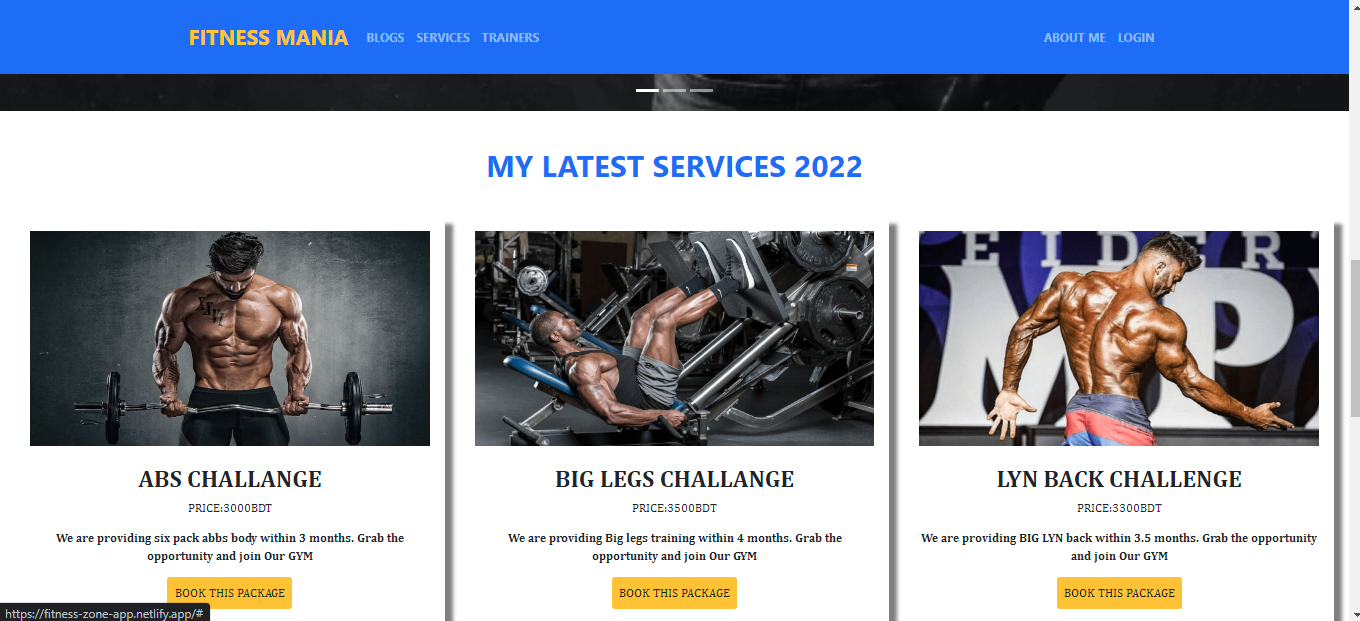 FITNESS MANIA BLOGS SERVICES TRAINERS ABOUT ME LOGIN
MY LATEST SERVICES 2022
XXVI
EIDER
MP
ABS CHALLANGE
PRICE:3000BDT
We are providing six pack abbs body within 3 months. Grab the
opportunity and join Our GYM
BOOK THIS PACKAGE
BIG LEGS CHALLANGE
PRICE:3500BDT
We are providing Big legs training within 4 months. Grab the
opportunity and join Our GYM
BOOK THIS PACKAGE
LYN BACK CHALLENGE
PRICE:3300BDT
We are providing BIG LYN back within 3.5 months. Grab the opportunity
and join Our GYM
BOOK THIS PACKAGE
https://fitness-zone-app.netlify.app/#